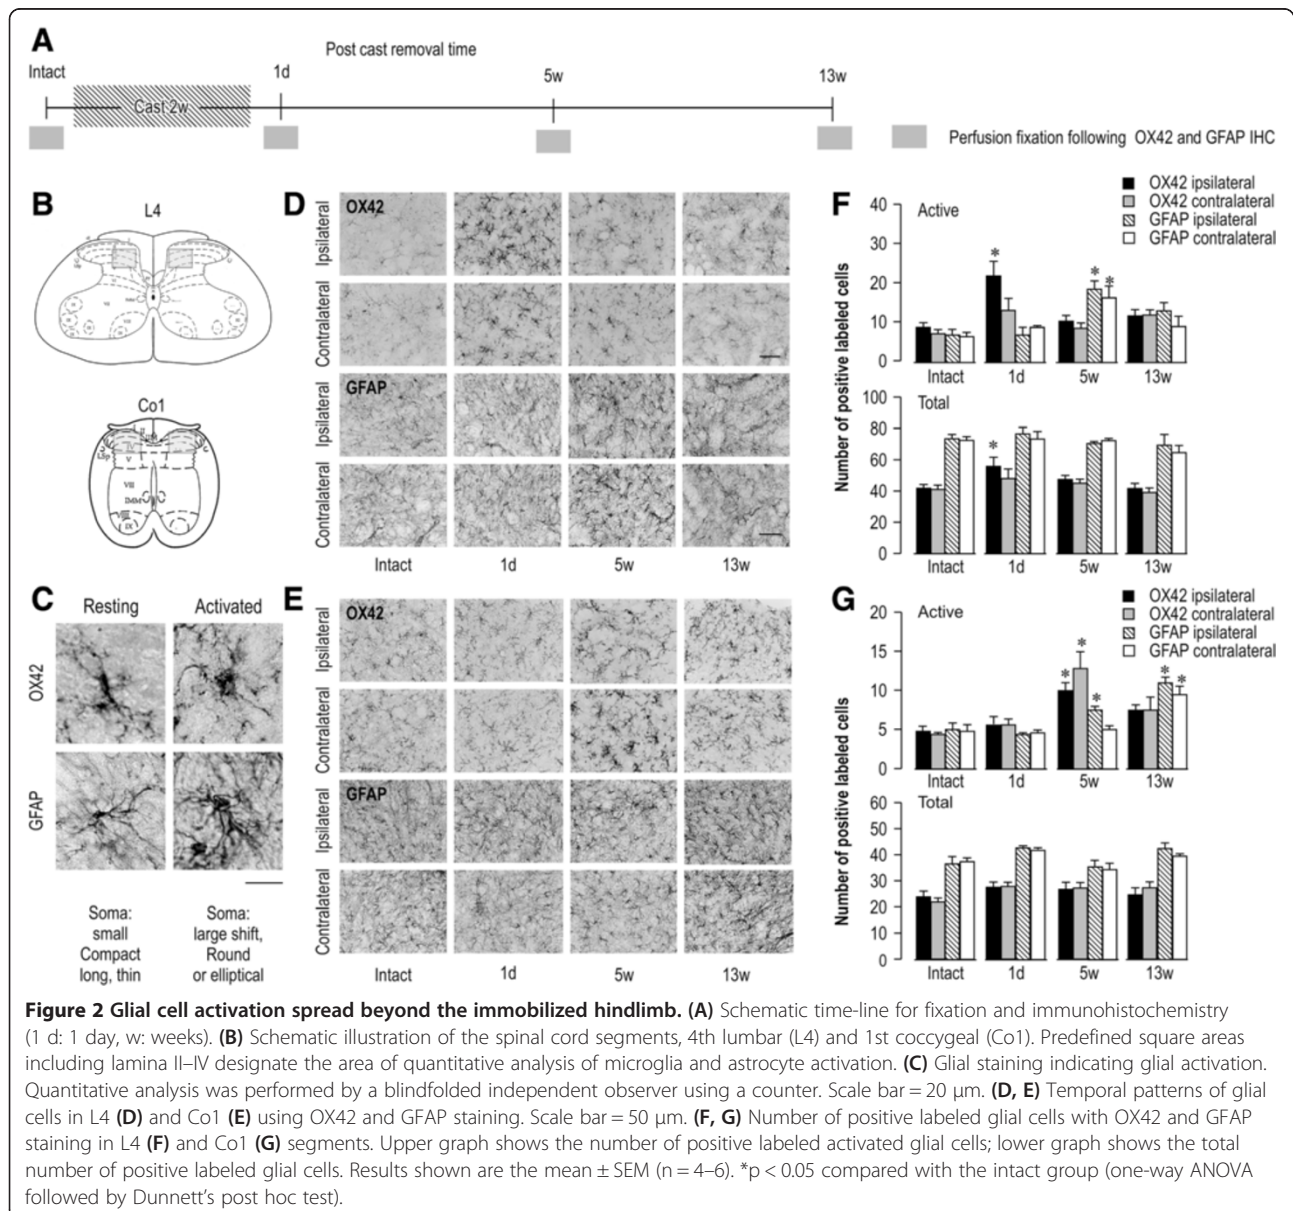 A
Post cast removal time
Intact
1d
5w
13w
Cast 2w
Perfusion fixation following OX42 and GFAP IHC
B
L4
Co1
V
VII
IMM
IX
C
Resting
Activated
OX42
GFAP
Soma:
small
Compact
long, thin
Soma:
large shift,
Round
or elliptical
D
OX42
Ipsilateral
Contralateral
GFAP
Ipsilateral
Contralateral
Intact
1d
5w
13w
E
OX42
Ipsilateral
Contralateral
GFAP
Ipsilateral
Contralateral
Intact
1d
5w
13w
F
OX42 ipsilateral
OX42 contralateral
GFAP ipsilateral
GFAP contralateral
Number of positive labeled cells
Active
40
30
20
10
0
* * *
Intact 1d 5w 13w
Total
100
80
60
40
20
0
*
Intact 1d 5w 13w
G
OX42 ipsilateral
OX42 contralateral
GFAP ipsilateral
GFAP contralateral
Number of positive labeled cells
Active
20
15
10
5
0
* * * * *
Intact 1d 5w 13w
Total
60
50
40
30
20
10
0
Intact 1d 5w 13w
Figure 2 Glial cell activation spread beyond the immobilized hindlimb. (A) Schematic time-line for fixation and immunohistochemistry
(1 d: 1 day, w: weeks). (B) Schematic illustration of the spinal cord segments, 4th lumbar (L4) and 1st coccygeal (Co1). Predefined square areas
including lamina II–IV designate the area of quantitative analysis of microglia and astrocyte activation. (C) Glial staining indicating glial activation.
Quantitative analysis was performed by a blindfolded independent observer using a counter. Scale bar = 20 μm. (D, E) Temporal patterns of glial
cells in L4 (D) and Co1 (E) using OX42 and GFAP staining. Scale bar = 50 μm. (F, G) Number of positive labeled glial cells with OX42 and GFAP
staining in L4 (F) and Co1 (G) segments. Upper graph shows the number of positive labeled activated glial cells; lower graph shows the total
number of positive labeled glial cells. Results shown are the mean ± SEM (n = 4–6). *p < 0.05 compared with the intact group (one-way ANOVA
followed by Dunnett's post hoc test).